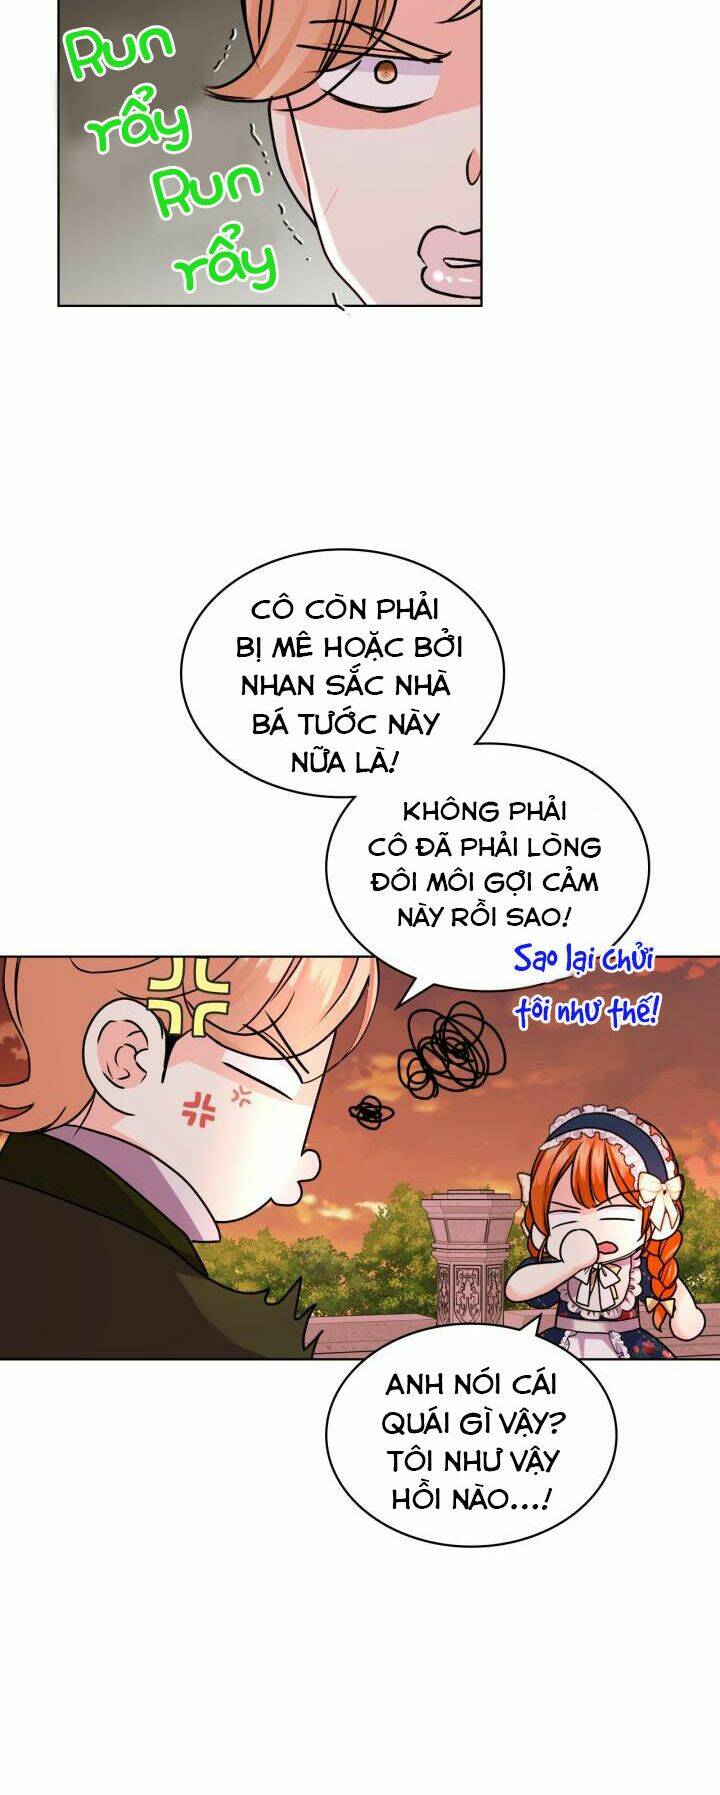 Run
rẩy
Run
rẩy
CÔ CÒN PHẢI
BỊ MÊ HOẶC BỞI
NHAN SẮC NHÀ
BÁ TƯỚC NÀY
NỮA LÀ!
KHÔNG PHẢI
CÔ ĐÃ PHẢI LÒNG
ĐÔI MÔI GỢI CẢM
NÀY RỒI SAO!
Sao lại chửi
tôi như thế!
ANH NÓI CÁI
QUÁI GÌ VẬY?
TÔI NHƯ VẬY
HỒI NÀO...!